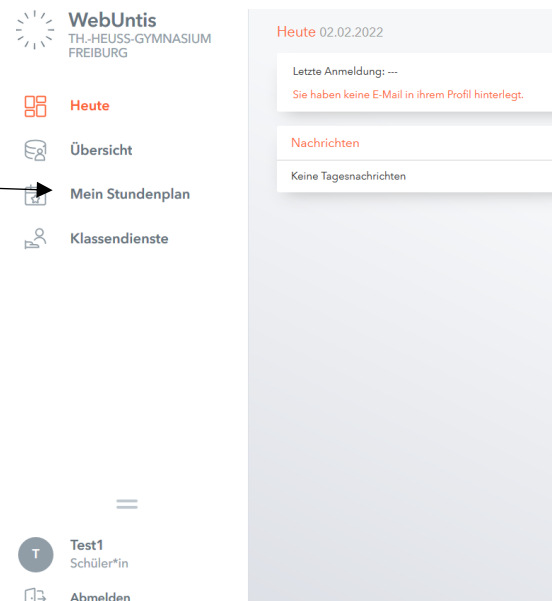 WebUntis
TH.-HEUSS-GYMNASIUM
FREIBURG
Heute
Übersicht
Mein Stundenplan
Klassendienste
T
Test1
Schüler*in
Abmelden
Heute 02.02.2022
Letzte Anmeldung: ---
Sie haben keine E-Mail in ihrem Profil hinterlegt.
Nachrichten
Keine Tagesnachrichten